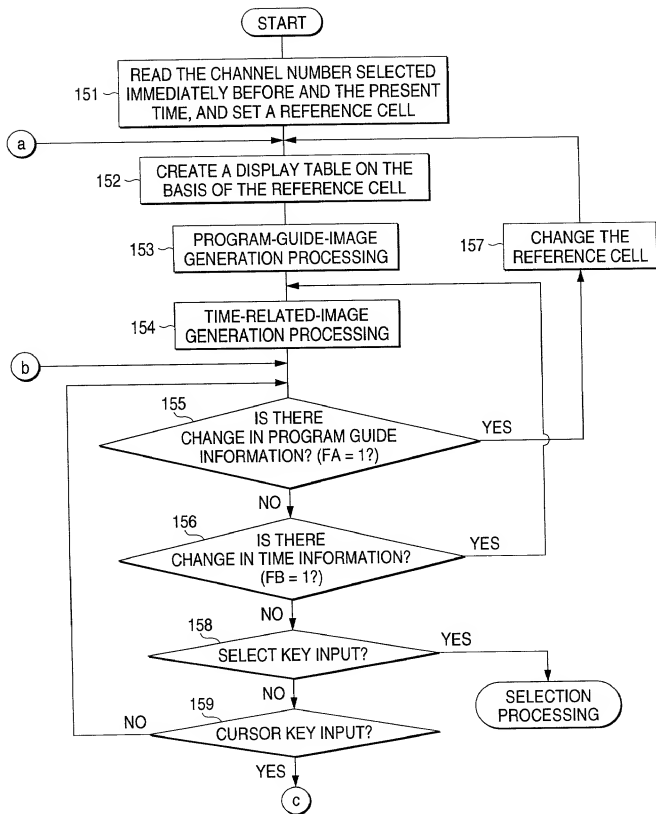 START
151
READ THE CHANNEL NUMBER SELECTED
IMMEDIATELY BEFORE AND THE PRESENT
TIME, AND SET A REFERENCE CELL
a
152
CREATE A DISPLAY TABLE ON THE
BASIS OF THE REFERENCE CELL
153
PROGRAM-GUIDE-IMAGE
GENERATION PROCESSING
157
CHANGE THE
REFERENCE CELL
154
TIME-RELATED-IMAGE
GENERATION PROCESSING
b
155
IS THERE
CHANGE IN PROGRAM GUIDE
INFORMATION? (FA = 1?)
YES
NO
156
IS THERE
CHANGE IN TIME INFORMATION?
(FB = 1?)
YES
NO
158
SELECT KEY INPUT?
YES
SELECTION
PROCESSING
NO
159
CURSOR KEY INPUT?
NO
YES
c